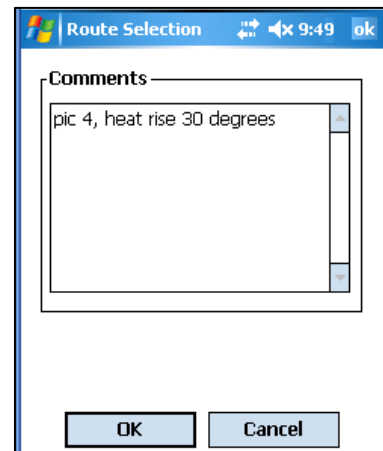 Route Selection 9:49 ok
Comments
pic 4, heat rise 30 degrees
OK Cancel